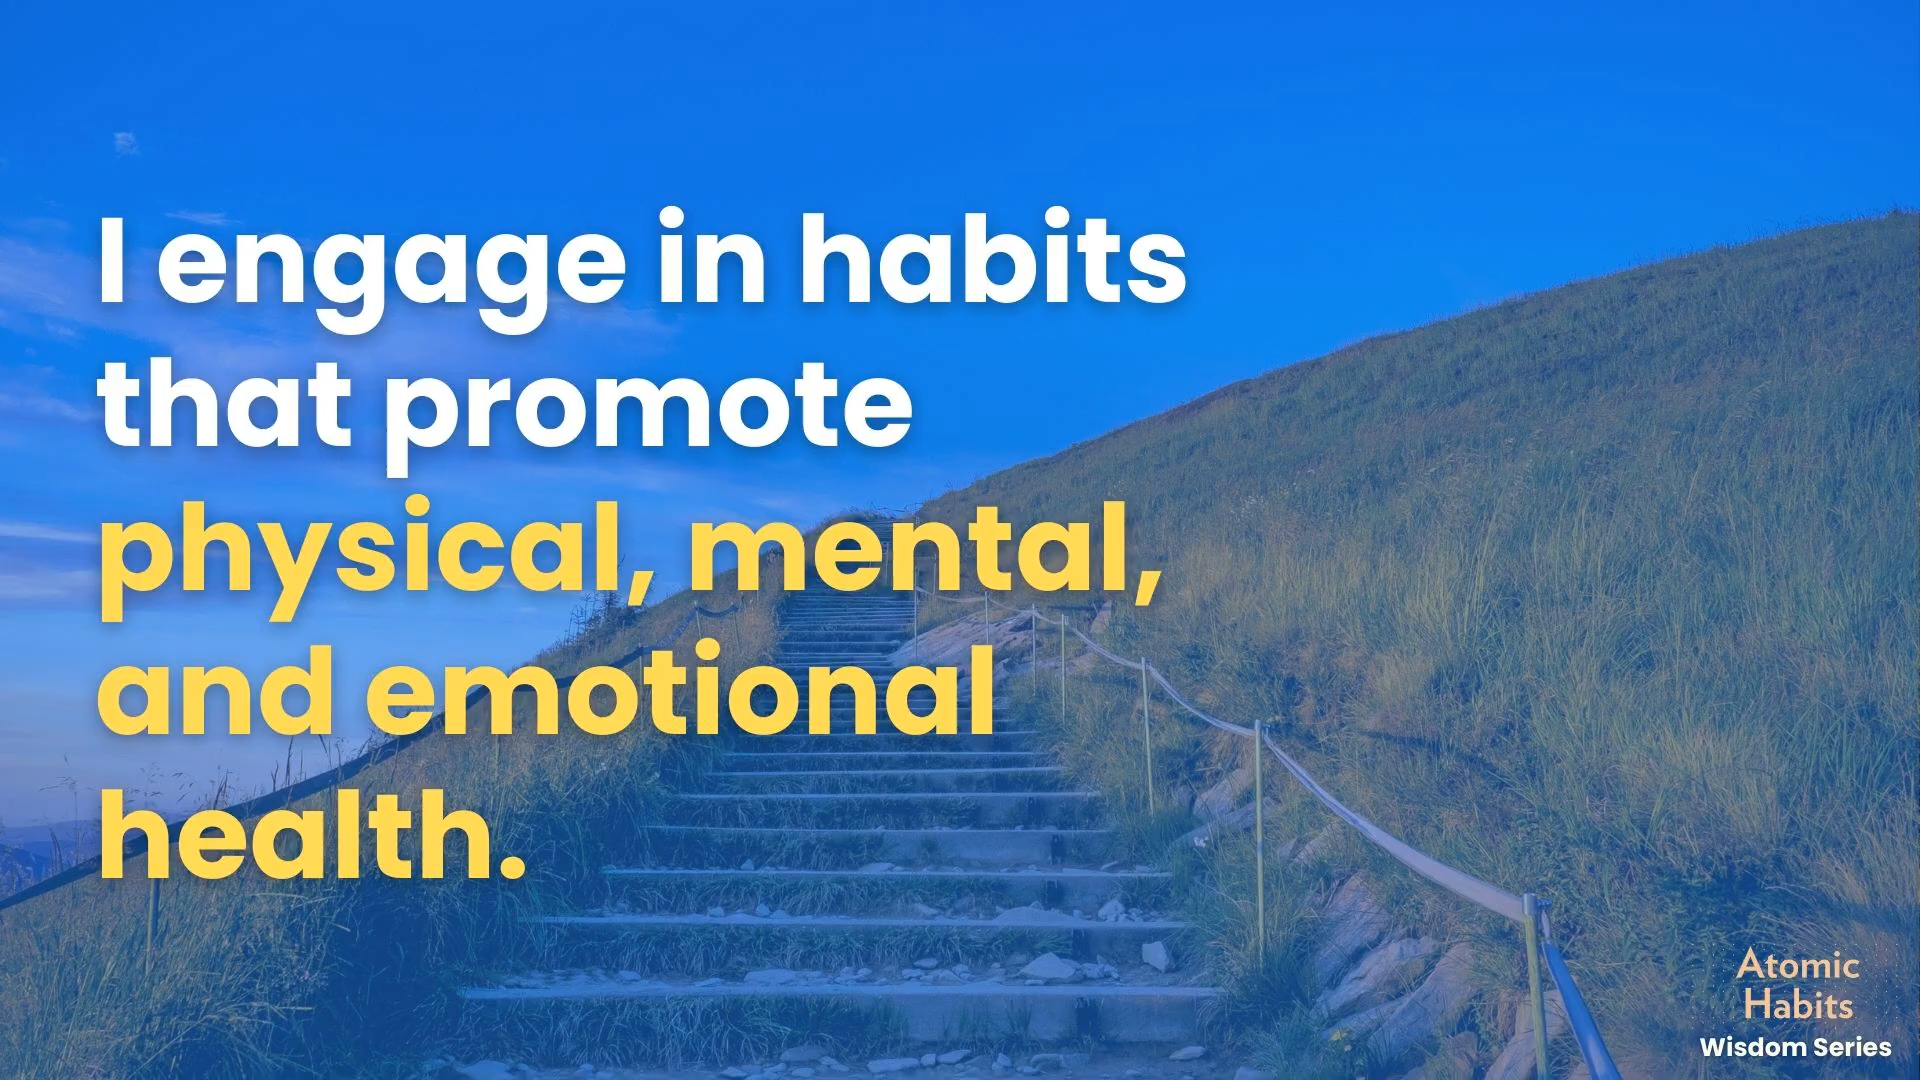 I engage in habits
that promote
physical, mental,
and emotional
health.
Atomic
Habits
Wisdom Series